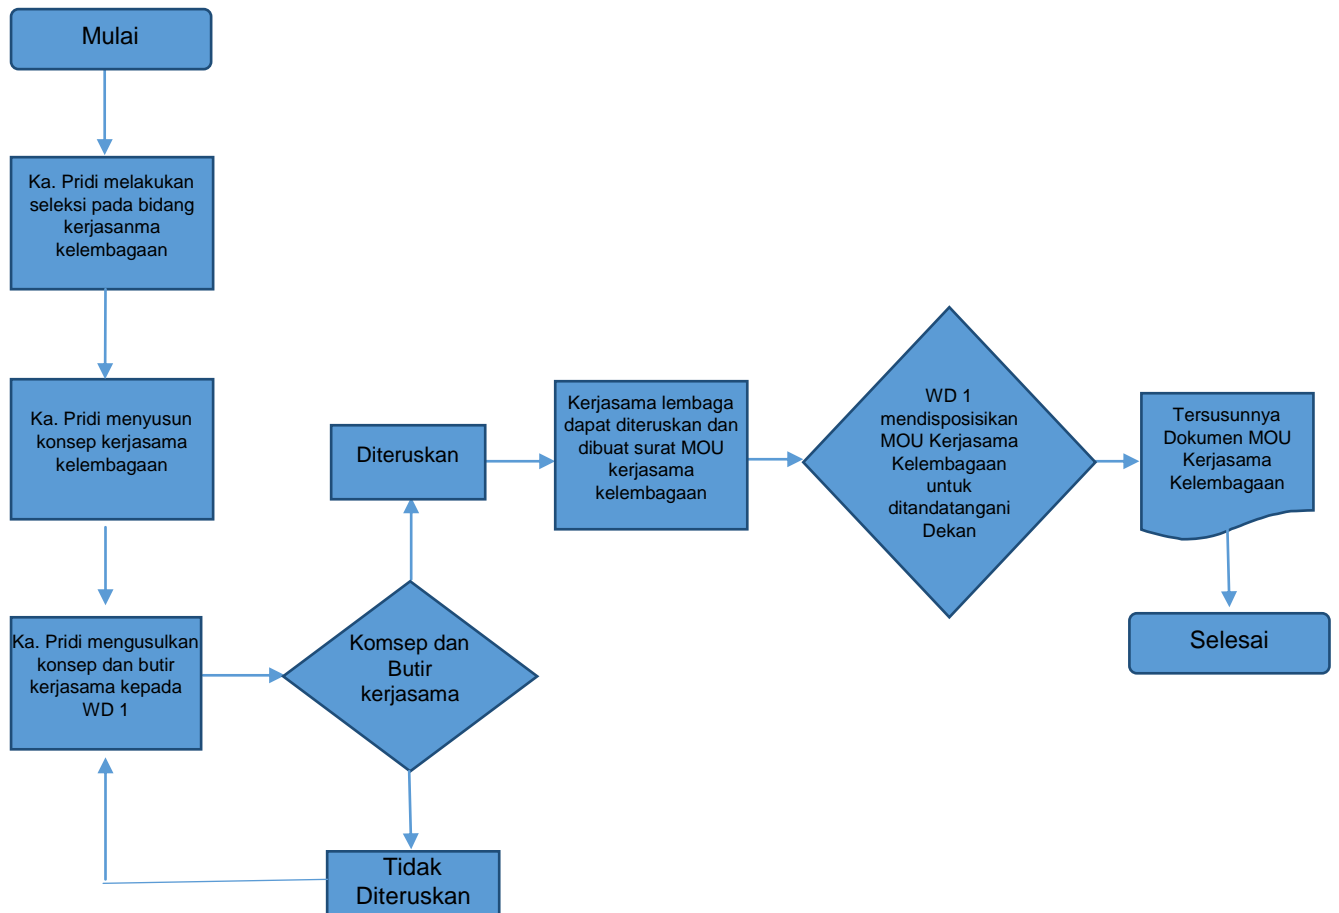 Mulai
Ka. Pridi melakukan
seleksi pada bidang
kerjasanma
kelembagaan
Ka. Pridi menyusun
konsep kerjasama
kelembagaan
Ka. Pridi mengusulkan
konsep dan butir
kerjasama kepada
WD 1
Komsep dan
Butir
kerjasama
Tidak
Diteruskan
Diteruskan
Kerjasama lembaga
dapat diteruskan dan
dibuat surat MOU
kerjasama
kelembagaan
WD 1
mendisposisikan
MOU Kerjasama
Kelembagaan
untuk
ditandatangani
Dekan
Tersusunnya
Dokumen MOU
Kerjasama
Kelembagaan
Selesai